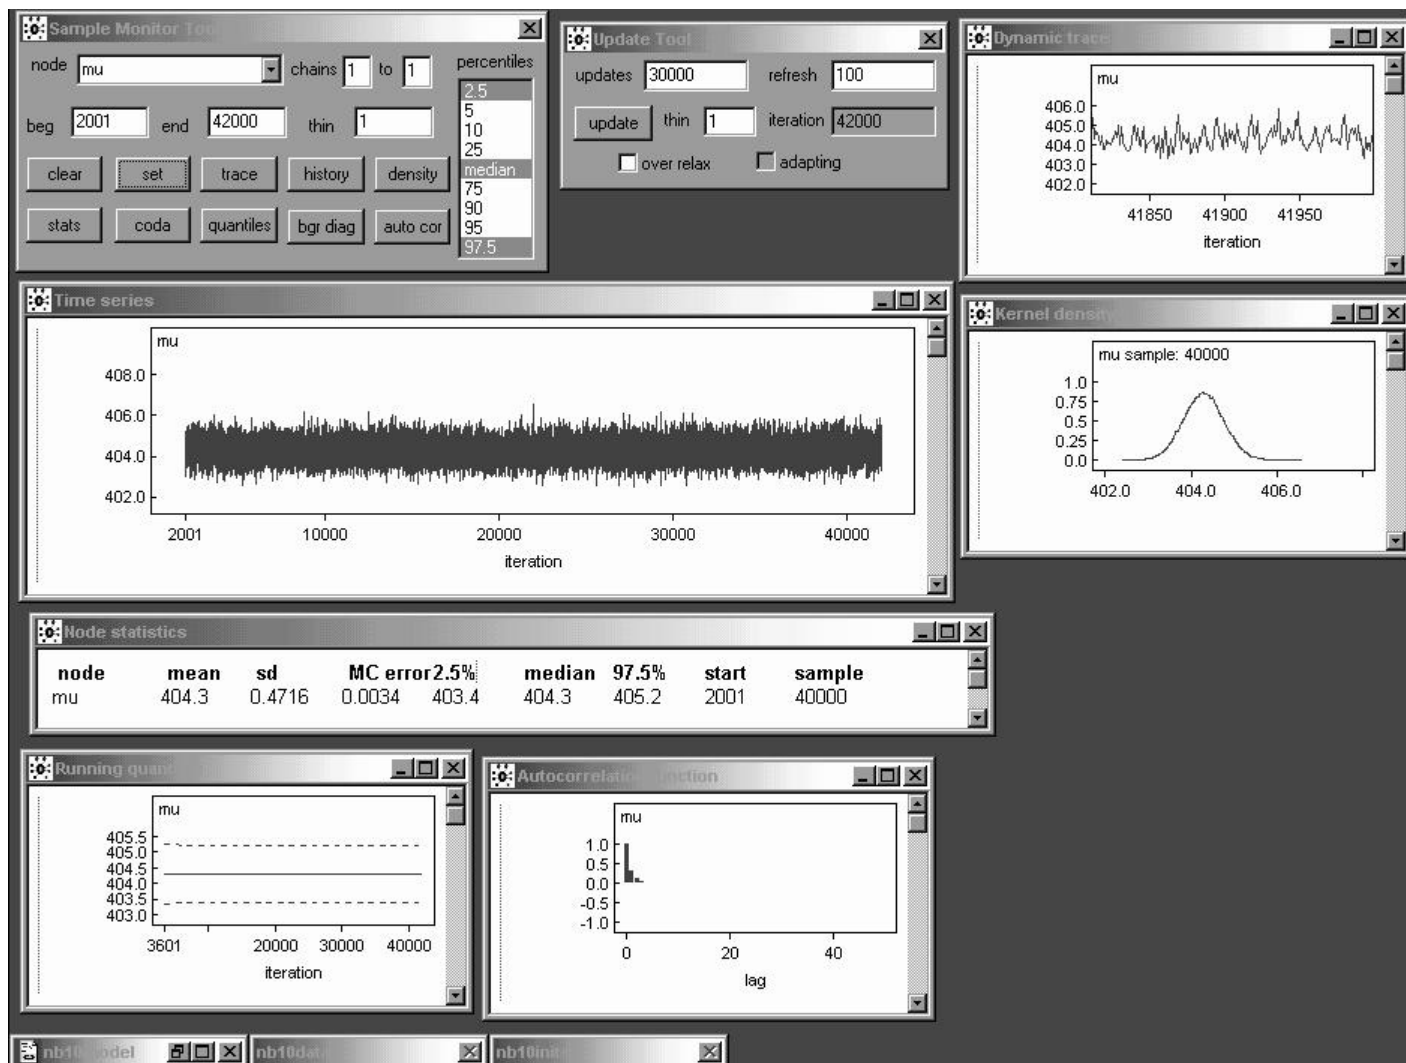 Sample Monitor Tool
node mu chains 1 to 1 percentiles
2.5
5
10
25
median
75
90
95
97.5
beg 2001 end 42000 thin 1
clear set trace history density
stats coda quantiles bgr diag auto cor
Update Tool
updates 30000 refresh 100
update thin 1 iteration 42000
over relax adapting
Dynamic trace
mu
406.0
405.0
404.0
403.0
402.0
41850 41900 41950
iteration
Time series
mu
408.0
406.0
404.0
402.0
2001 10000 20000 30000 40000
iteration
Kernel density
mu sample: 40000
1.0
0.75
0.5
0.25
0.0
402.0 404.0 406.0
Node statistics
node mean sd MC error 2.5% median 97.5% start sample
mu 404.3 0.4716 0.0034 403.4 404.3 405.2 2001 40000
Running
mu
405.5
405.0
404.5
404.0
403.5
403.0
3601 20000 30000 40000
iteration
Autocorrelation function
mu
1.0
0.5
0.0
-0.5
-1.0
0 20 40
lag
nb10model nb10data nb10init